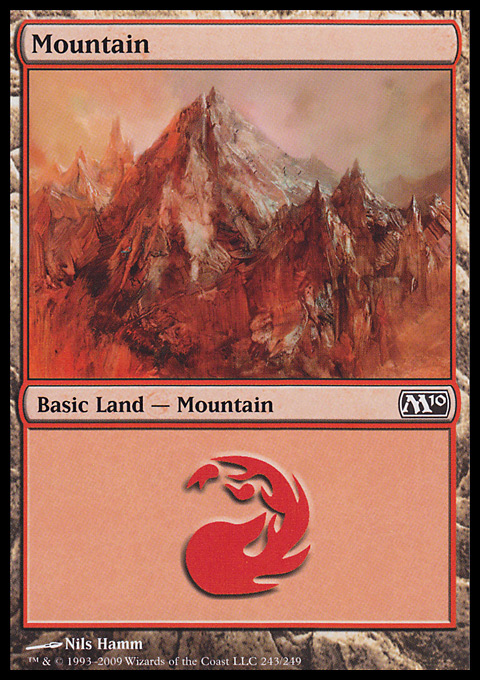 Mountain
Basic Land — Mountain
M10
Nils Hamm
™ & © 1993–2009 Wizards of the Coast LLC 243/249